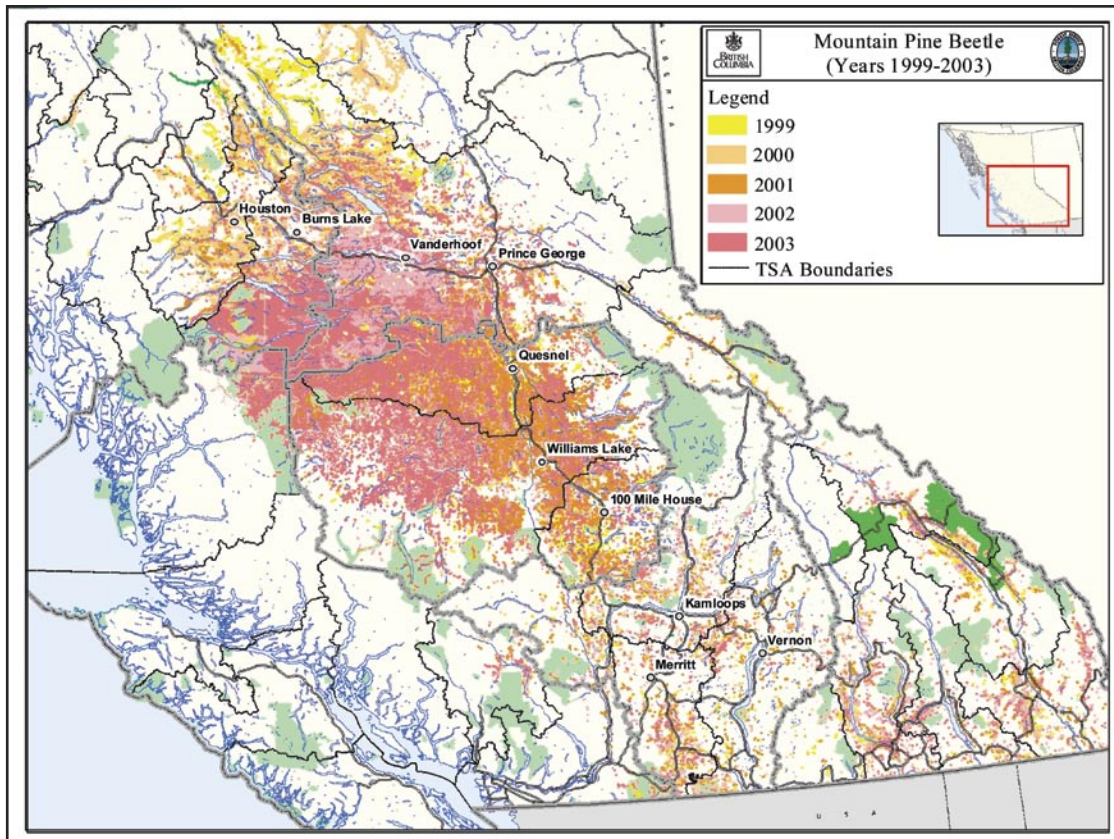 BRITISH
COLUMBIA
Mountain Pine Beetle
(Years 1999-2003)
Legend
1999
2000
2001
2002
2003
TSA Boundaries
Houston
Burns Lake
Vanderhoof
Prince George
Quesnel
Williams Lake
100 Mile House
Kamloops
Vernon
Merritt
U S A